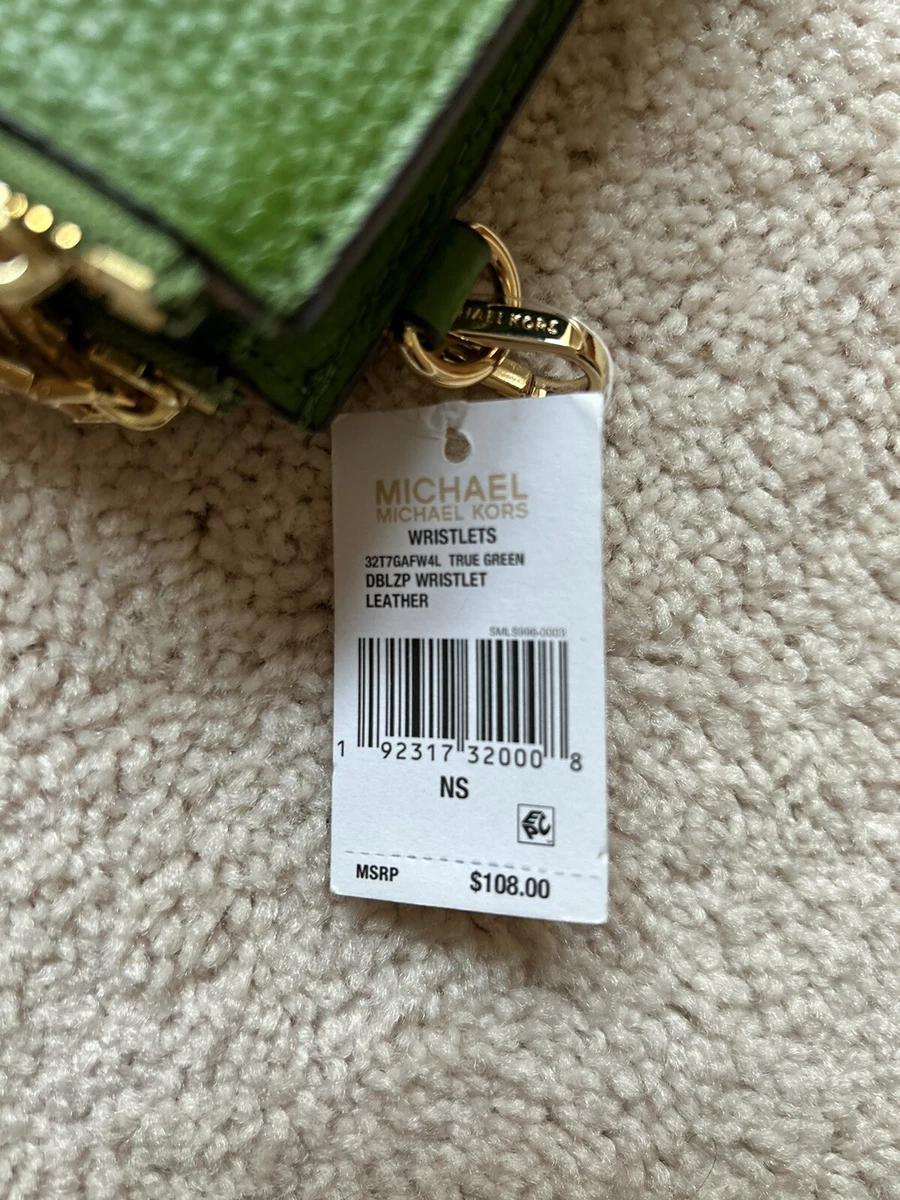 KORS
MICHAEL
MICHAEL KORS
WRISTLETS
32T7GAFW4L TRUE GREEN
DBLZP WRISTLET
LEATHER
1 92317 32000 8
NS
EPC
MSRP $108.00